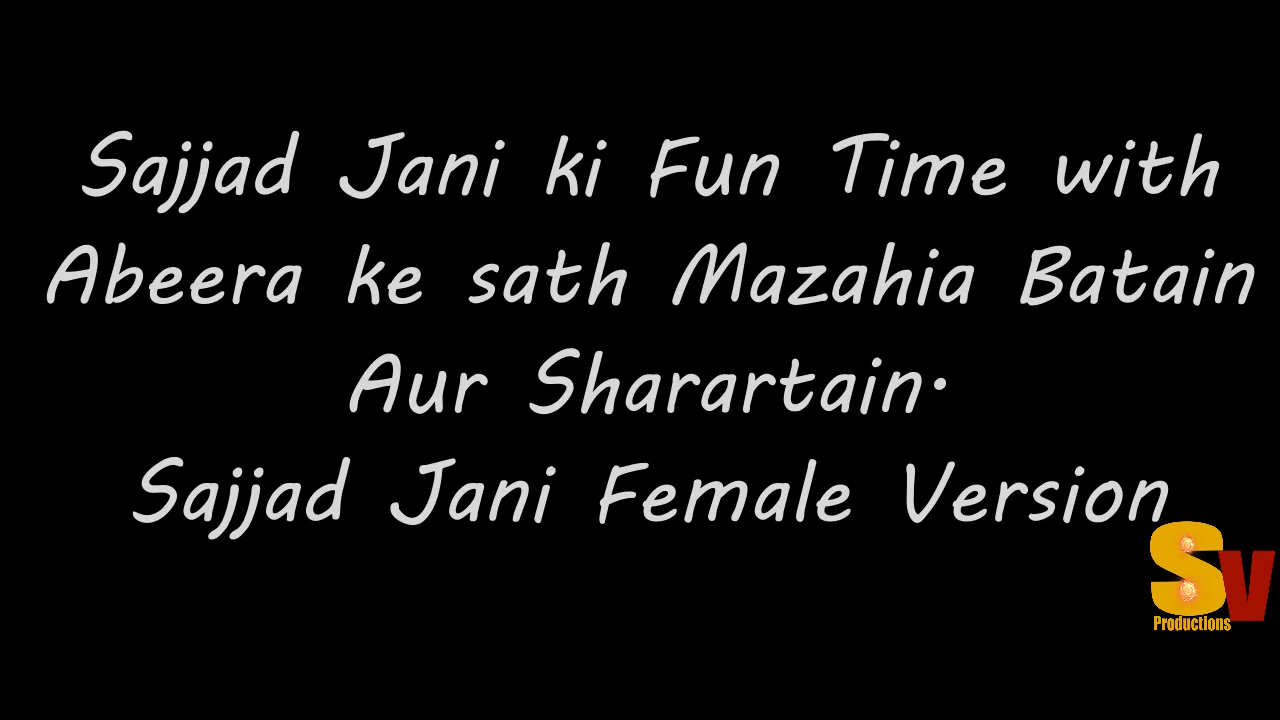 Sajjad Jani ki Fun Time with
Abeera ke sath Mazahia Batain
Aur Sharartain.
Sajjad Jani Female Version
SV
Productions